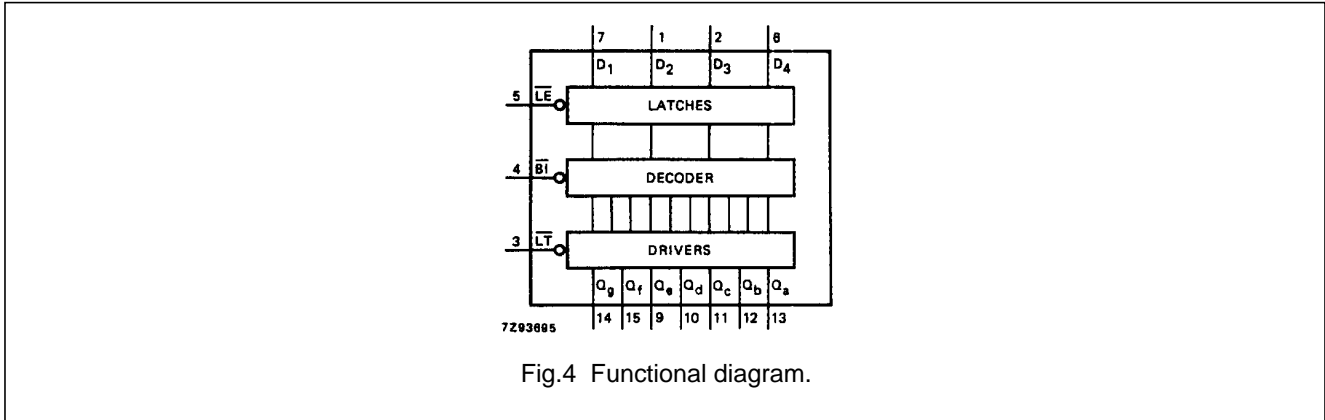 7 1 2 6
D1 D2 D3 D4
5 LE LATCHES
4 BI DECODER
3 LT DRIVERS
Qg Qf Qe Qd Qc Qb Qa
14 15 9 10 11 12 13
7Z93695
Fig.4 Functional diagram.